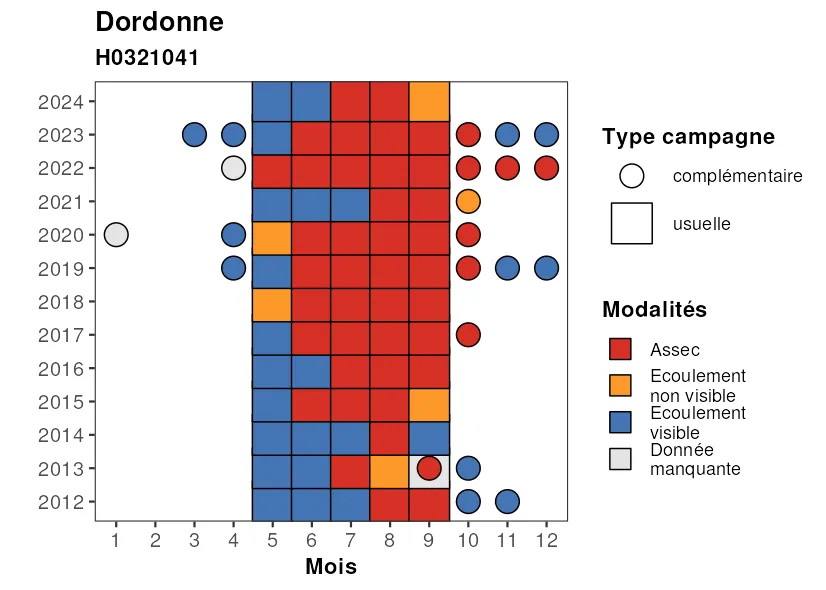 Dordonne
H0321041
2024
2023
2022
2021
2020
2019
2018
2017
2016
2015
2014
2013
2012
1 2 3 4 5 6 7 8 9 10 11 12
Mois
Type campagne
complémentaire
usuelle
Modalités
Assec
Ecoulement
non visible
Ecoulement
visible
Donnée
manquante